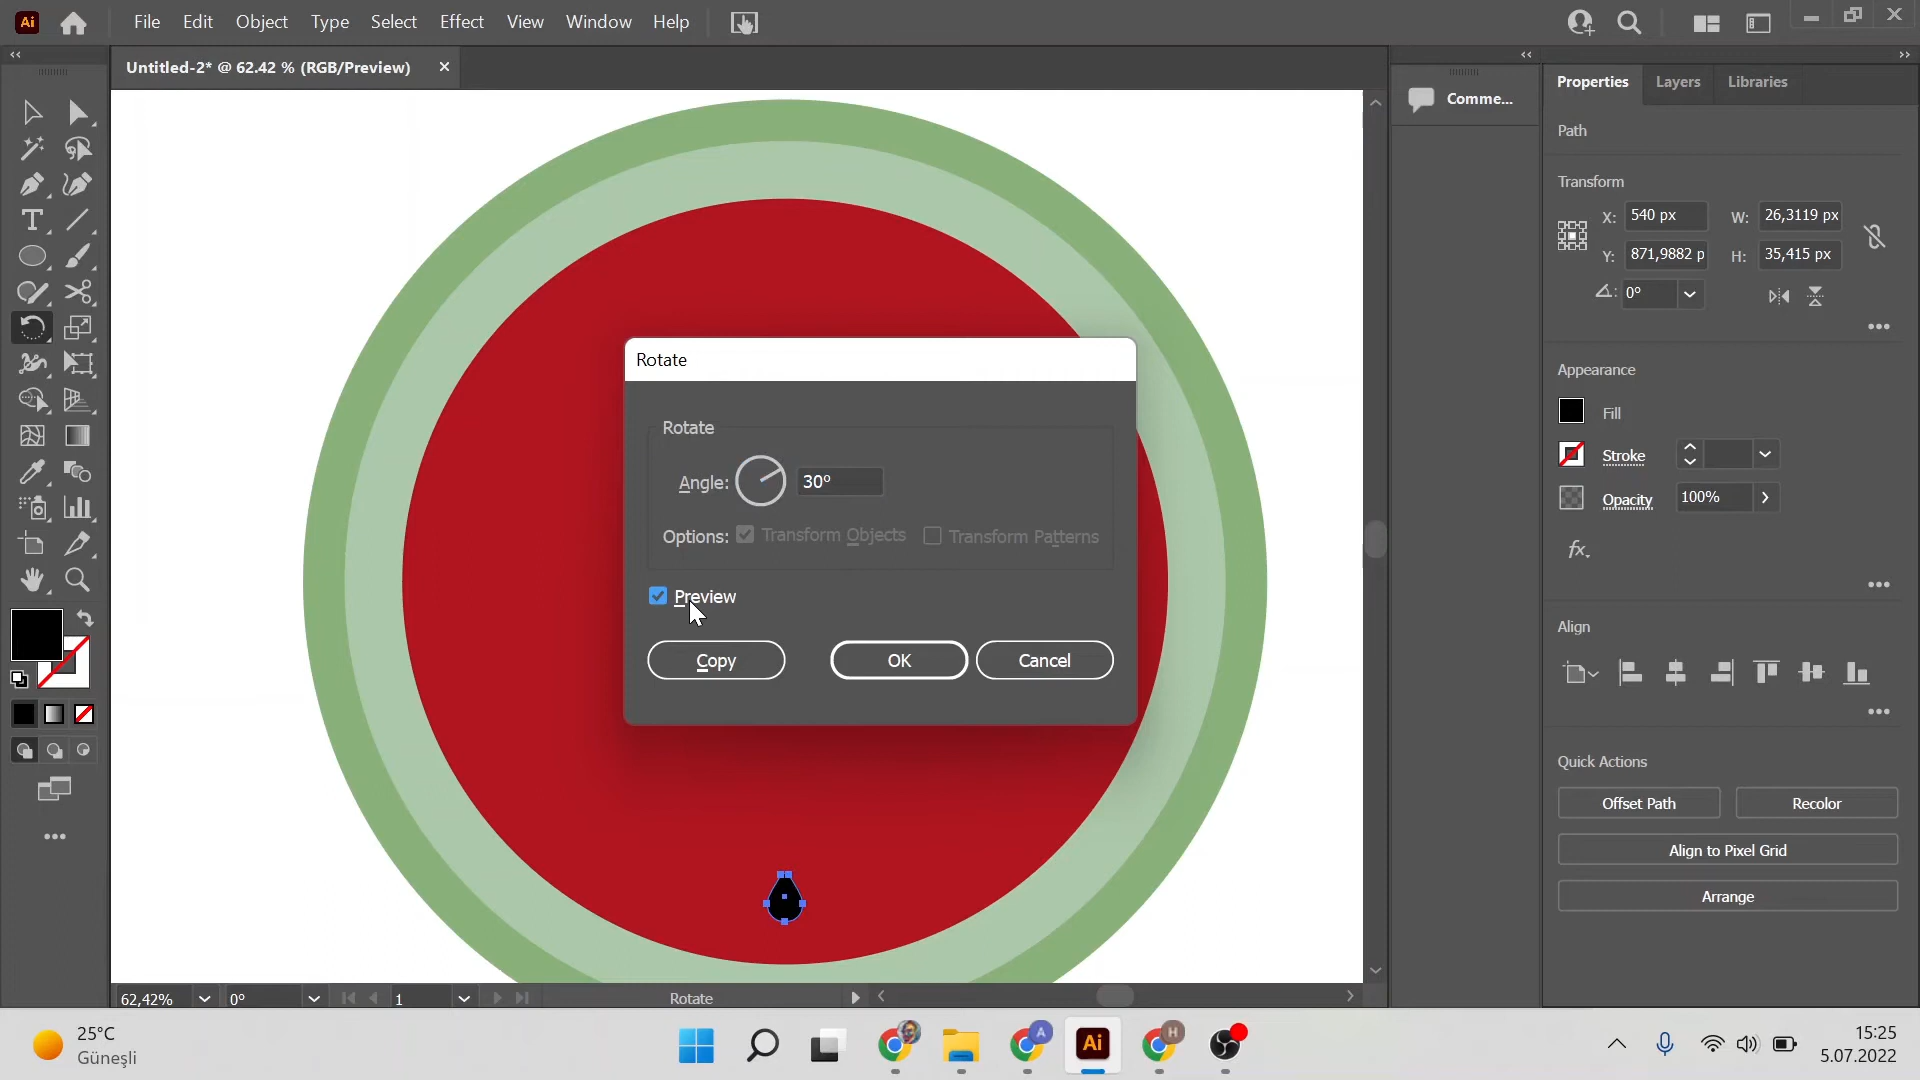 Ai File Edit Object Type Select Effect View Window Help
Untitled-2* @ 62.42 % (RGB/Preview)
Comme...
Properties Layers Libraries
Path
Transform
X: 540 px W: 26,3119 px
Y: 871,9882 p H: 35,415 px
0°
Appearance
Fill
Stroke
Opacity 100%
fx.
Align
Quick Actions
Offset Path Recolor
Align to Pixel Grid
Arrange
Rotate
Rotate
Angle: 30°
Options: Transform Objects Transform Patterns
Preview
Copy OK Cancel
62,42% 0° 1 Rotate
25°C
Güneşli
A
Ai
H
15:25
5.07.2022